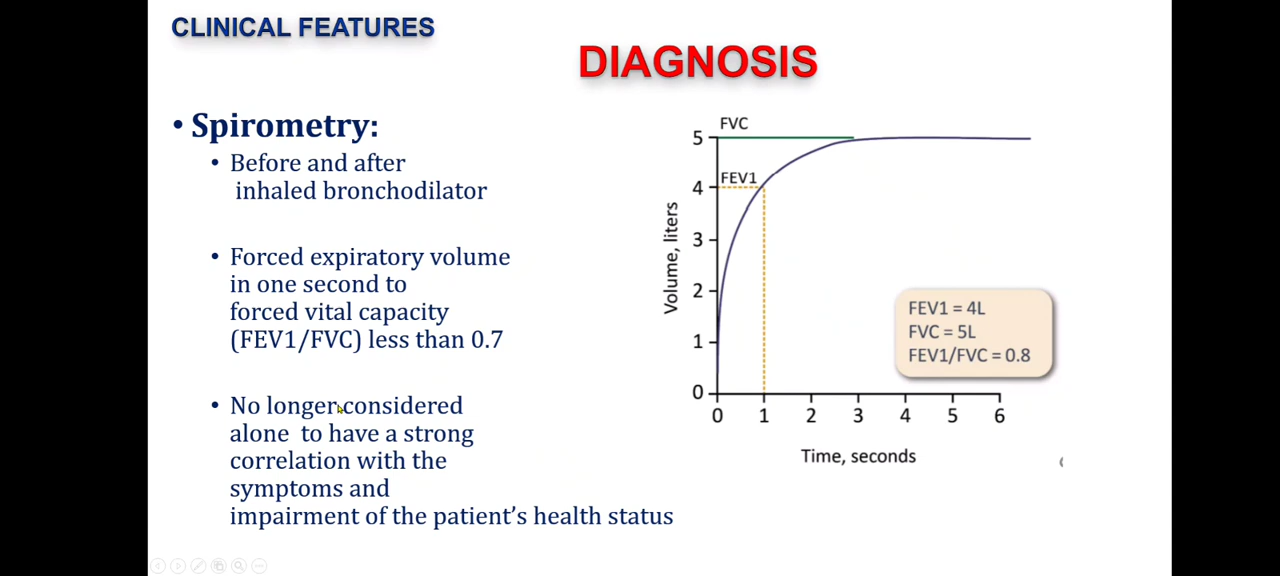 CLINICAL FEATURES
DIAGNOSIS
• Spirometry:
• Before and after
inhaled bronchodilator
• Forced expiratory volume
in one second to
forced vital capacity
(FEV1/FVC) less than 0.7
• No longer considered
alone to have a strong
correlation with the
symptoms and
impairment of the patient's health status
FVC
5
FEV1
4
3
2
1
0
Volume, liters
0 1 2 3 4 5 6
Time, seconds
FEV1 = 4L
FVC = 5L
FEV1/FVC = 0.8